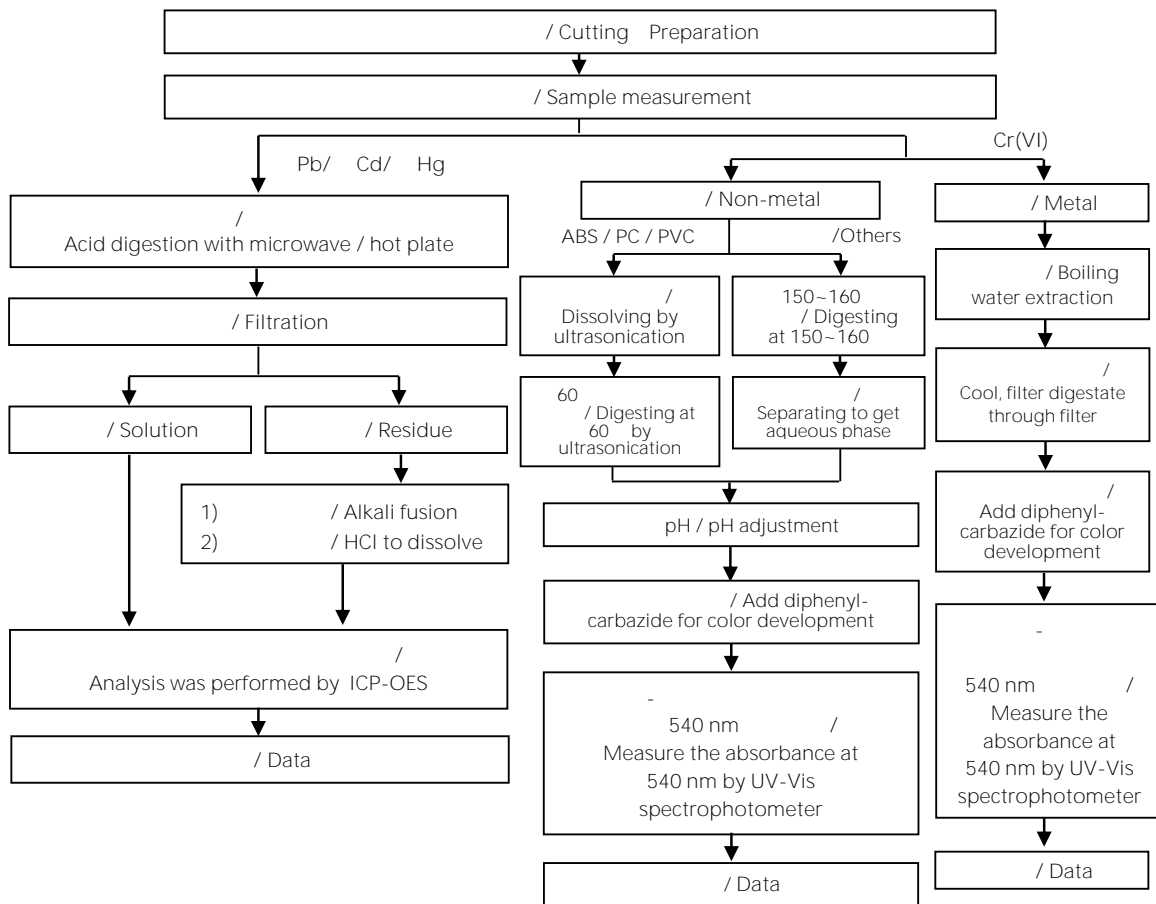 / Cutting Preparation
/ Sample measurement
Pb/ Cd/ Hg
Cr(VI)
/
Acid digestion with microwave / hot plate
/ Filtration
/ Solution
/ Residue
1) / Alkali fusion
2) / HCl to dissolve
/
Analysis was performed by ICP-OES
/ Data
/ Non-metal
ABS / PC / PVC
/Others
/
Dissolving by
ultrasonication
60
/ Digesting at
60 by
ultrasonication
150~160
/ Digesting
at 150~160
/
Separating to get
aqueous phase
pH / pH adjustment
/ Add diphenyl-
carbazide for color development
-
540 nm /
Measure the absorbance at
540 nm by UV-Vis
spectrophotometer
/ Data
/ Metal
/ Boiling
water extraction
/
Cool, filter digestate
through filter
/
Add diphenyl-
carbazide for color
development
-
540 nm /
Measure the
absorbance at
540 nm by UV-Vis
spectrophotometer
/ Data